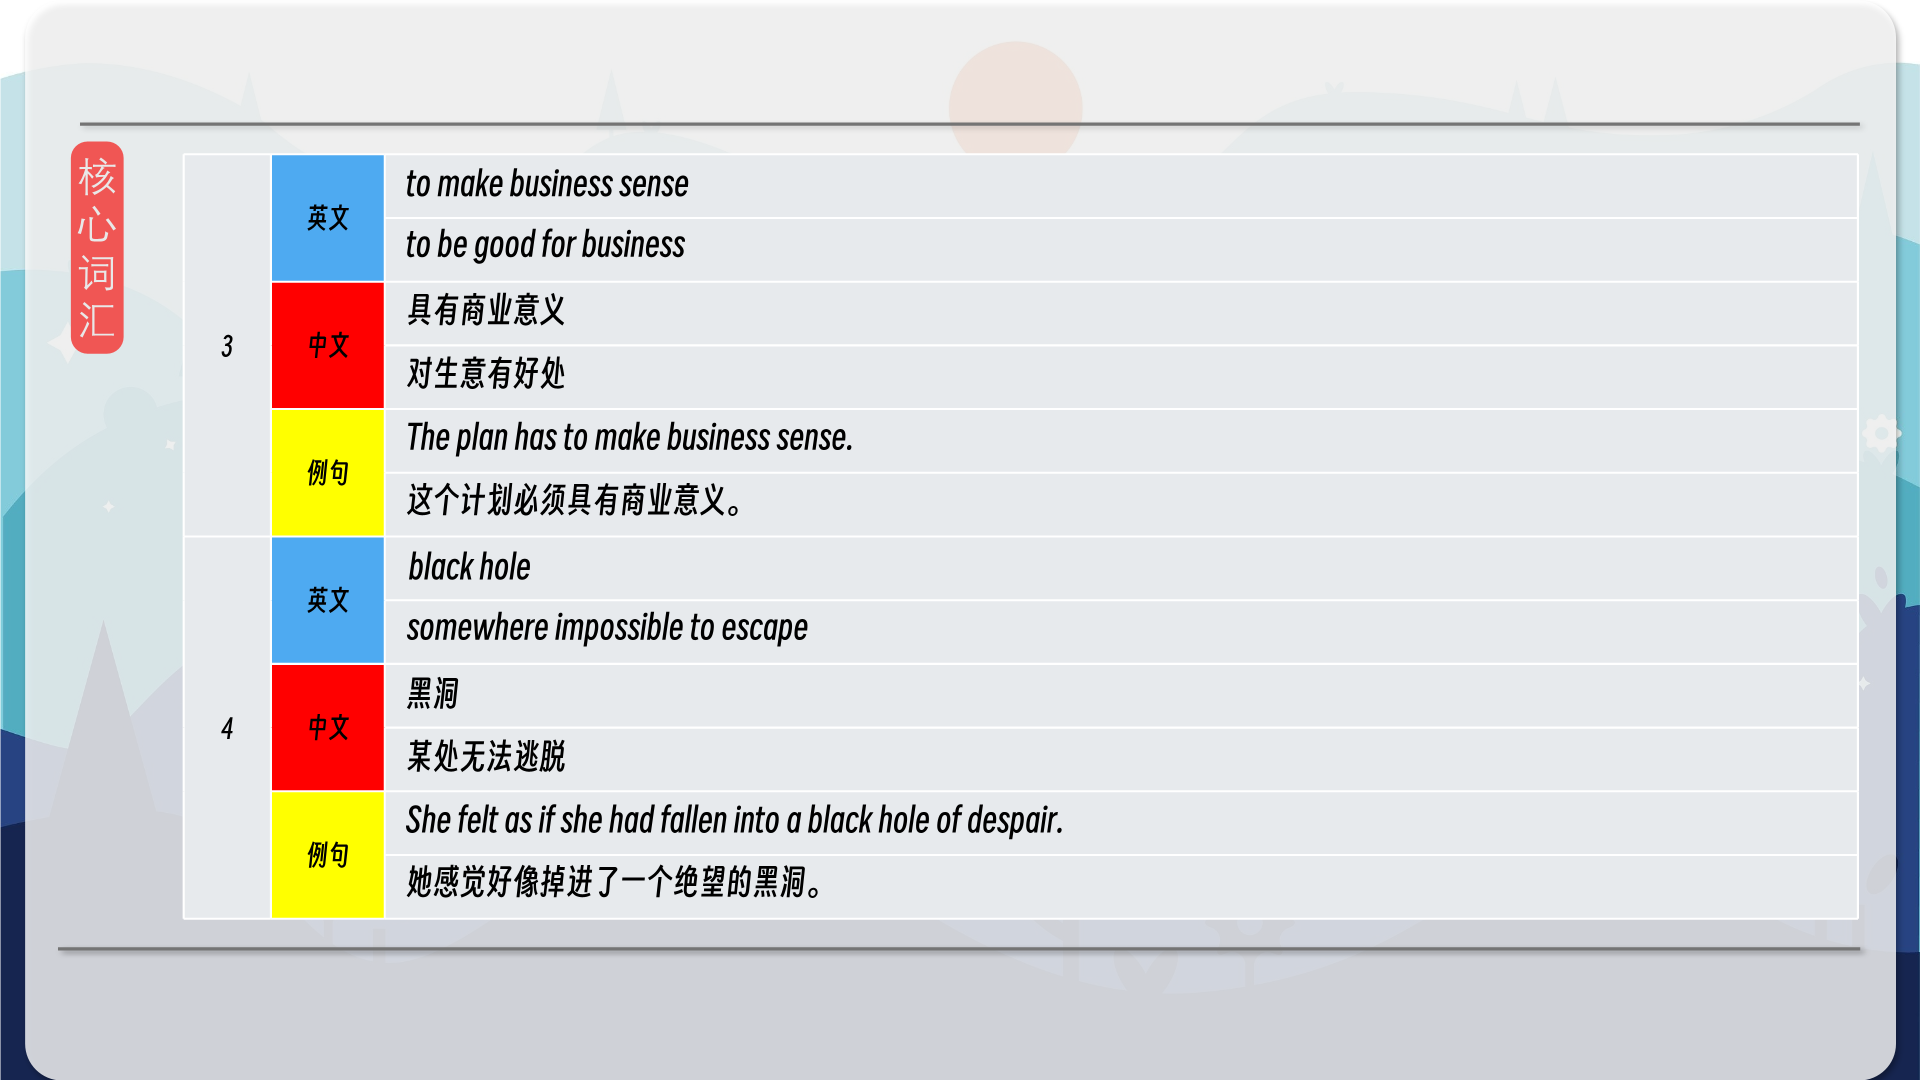 核心词汇
3
英文
to make business sense
to be good for business
中文
具有商业意义
对生意有好处
例句
The plan has to make business sense.
这个计划必须具有商业意义。
4
英文
black hole
somewhere impossible to escape
中文
黑洞
某处无法逃脱
例句
She felt as if she had fallen into a black hole of despair.
她感觉好像掉进了一个绝望的黑洞。